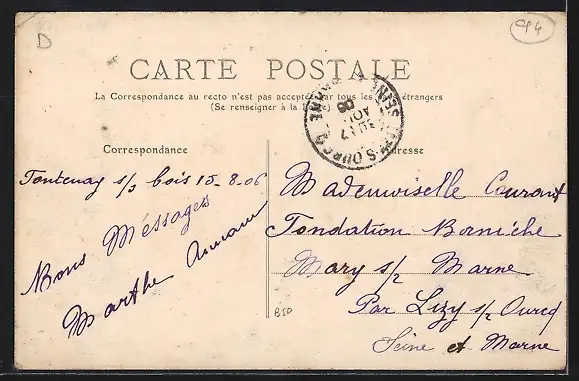 D
94
CARTE POSTALE
La Correspondance au recto n'est pas acceptée par tous les pays étrangers
(Se renseigner à la Poste)
Correspondance
Adresse
Fontenay s/s bois 15-8-06
Bons Méssages
Marthe
Mademoiselle Courant
Fondation Borniche
Mary s/ Marne
Par Lizy s/ Ourcq
Seine et Marne
B50